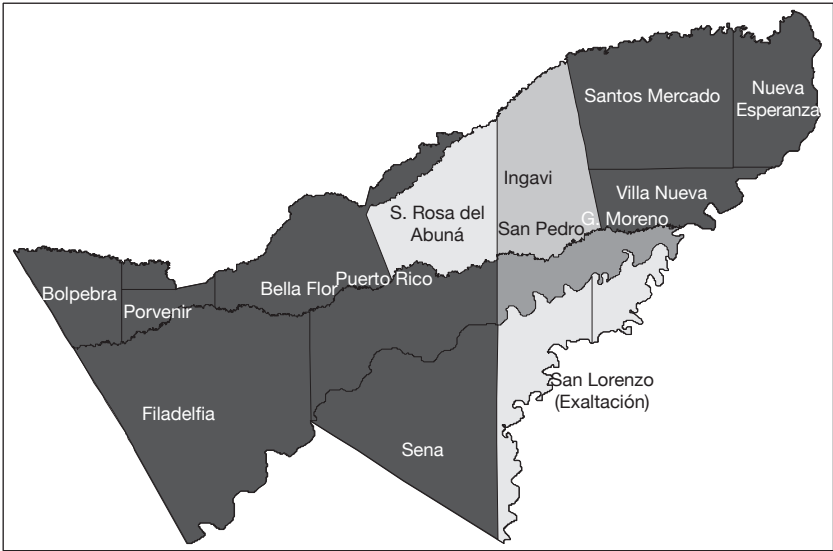 Santos Mercado
Nueva
Esperanza
Ingavi
Villa Nueva
S. Rosa del
Abuná
San Pedro
G. Moreno
Puerto Rico
Bolpebra
Bella Flor
Porvenir
San Lorenzo
(Exaltación)
Filadelfia
Sena